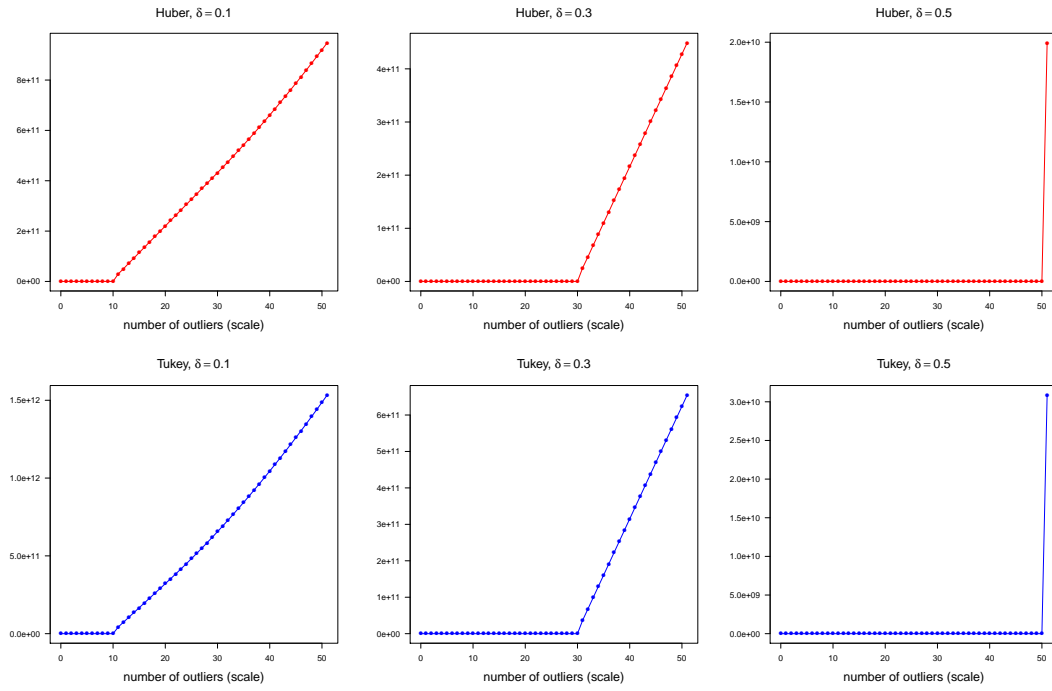 Huber, δ = 0.1
8e+11
6e+11
4e+11
2e+11
0e+00
0 10 20 30 40 50
number of outliers (scale)
Huber, δ = 0.3
4e+11
3e+11
2e+11
1e+11
0e+00
0 10 20 30 40 50
number of outliers (scale)
Huber, δ = 0.5
2.0e+10
1.5e+10
1.0e+10
5.0e+09
0.0e+00
0 10 20 30 40 50
number of outliers (scale)
Tukey, δ = 0.1
1.5e+12
1.0e+12
5.0e+11
0.0e+00
0 10 20 30 40 50
number of outliers (scale)
Tukey, δ = 0.3
6e+11
5e+11
4e+11
3e+11
2e+11
1e+11
0e+00
0 10 20 30 40 50
number of outliers (scale)
Tukey, δ = 0.5
3.0e+10
2.5e+10
2.0e+10
1.5e+10
1.0e+10
5.0e+09
0.0e+00
0 10 20 30 40 50
number of outliers (scale)